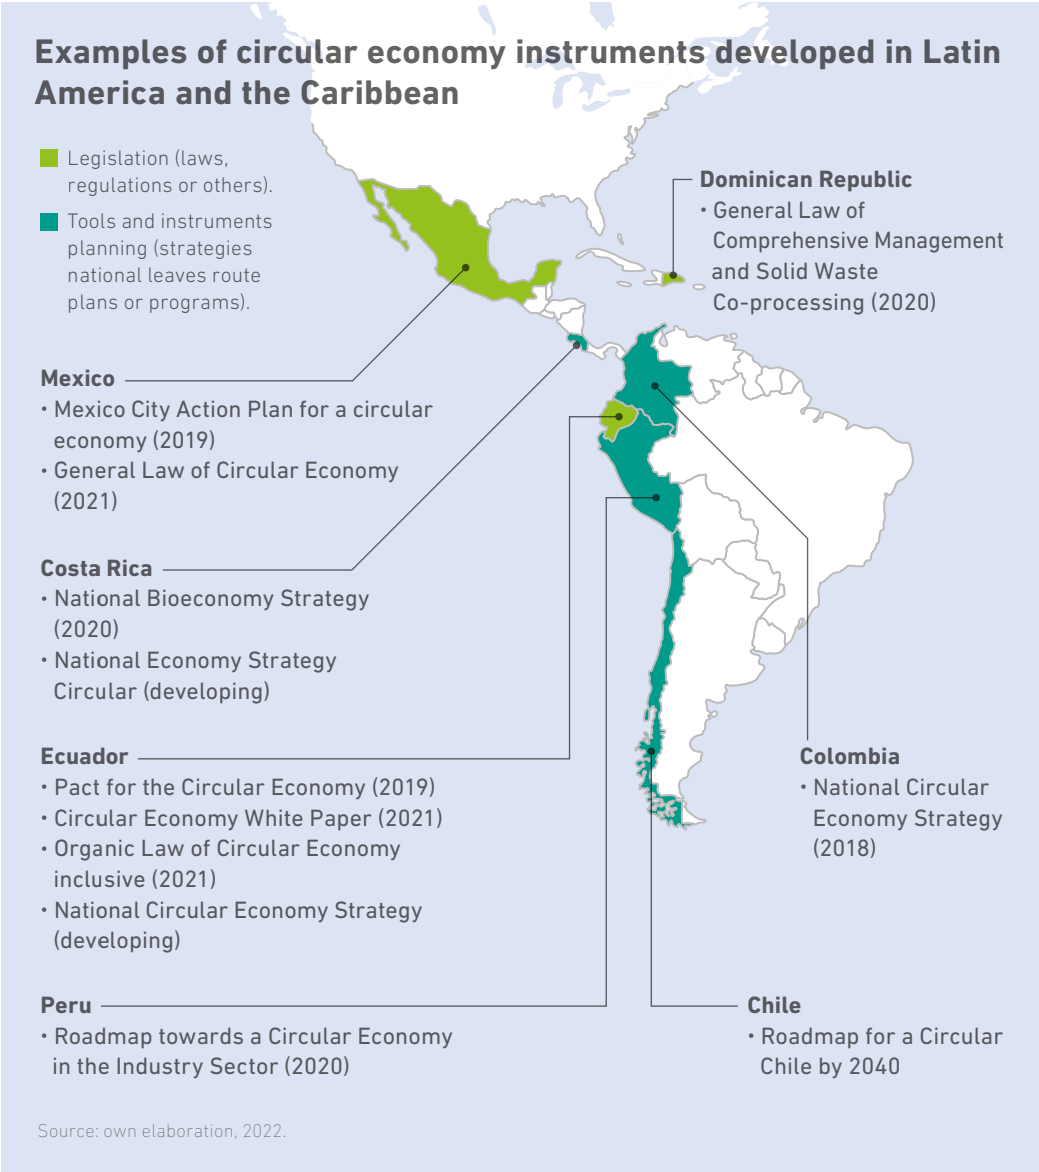 Examples of circular economy instruments developed in Latin
America and the Caribbean
Legislation (laws,
regulations or others).
Tools and instruments
planning (strategies
national leaves route
plans or programs).
Dominican Republic
• General Law of
Comprehensive Management
and Solid Waste
Co-processing (2020)
Mexico
• Mexico City Action Plan for a circular
economy (2019)
• General Law of Circular Economy
(2021)
Costa Rica
• National Bioeconomy Strategy
(2020)
• National Economy Strategy
Circular (developing)
Ecuador
• Pact for the Circular Economy (2019)
• Circular Economy White Paper (2021)
• Organic Law of Circular Economy
inclusive (2021)
• National Circular Economy Strategy
(developing)
Colombia
• National Circular
Economy Strategy
(2018)
Peru
• Roadmap towards a Circular Economy
in the Industry Sector (2020)
Chile
• Roadmap for a Circular
Chile by 2040
Source: own elaboration, 2022.